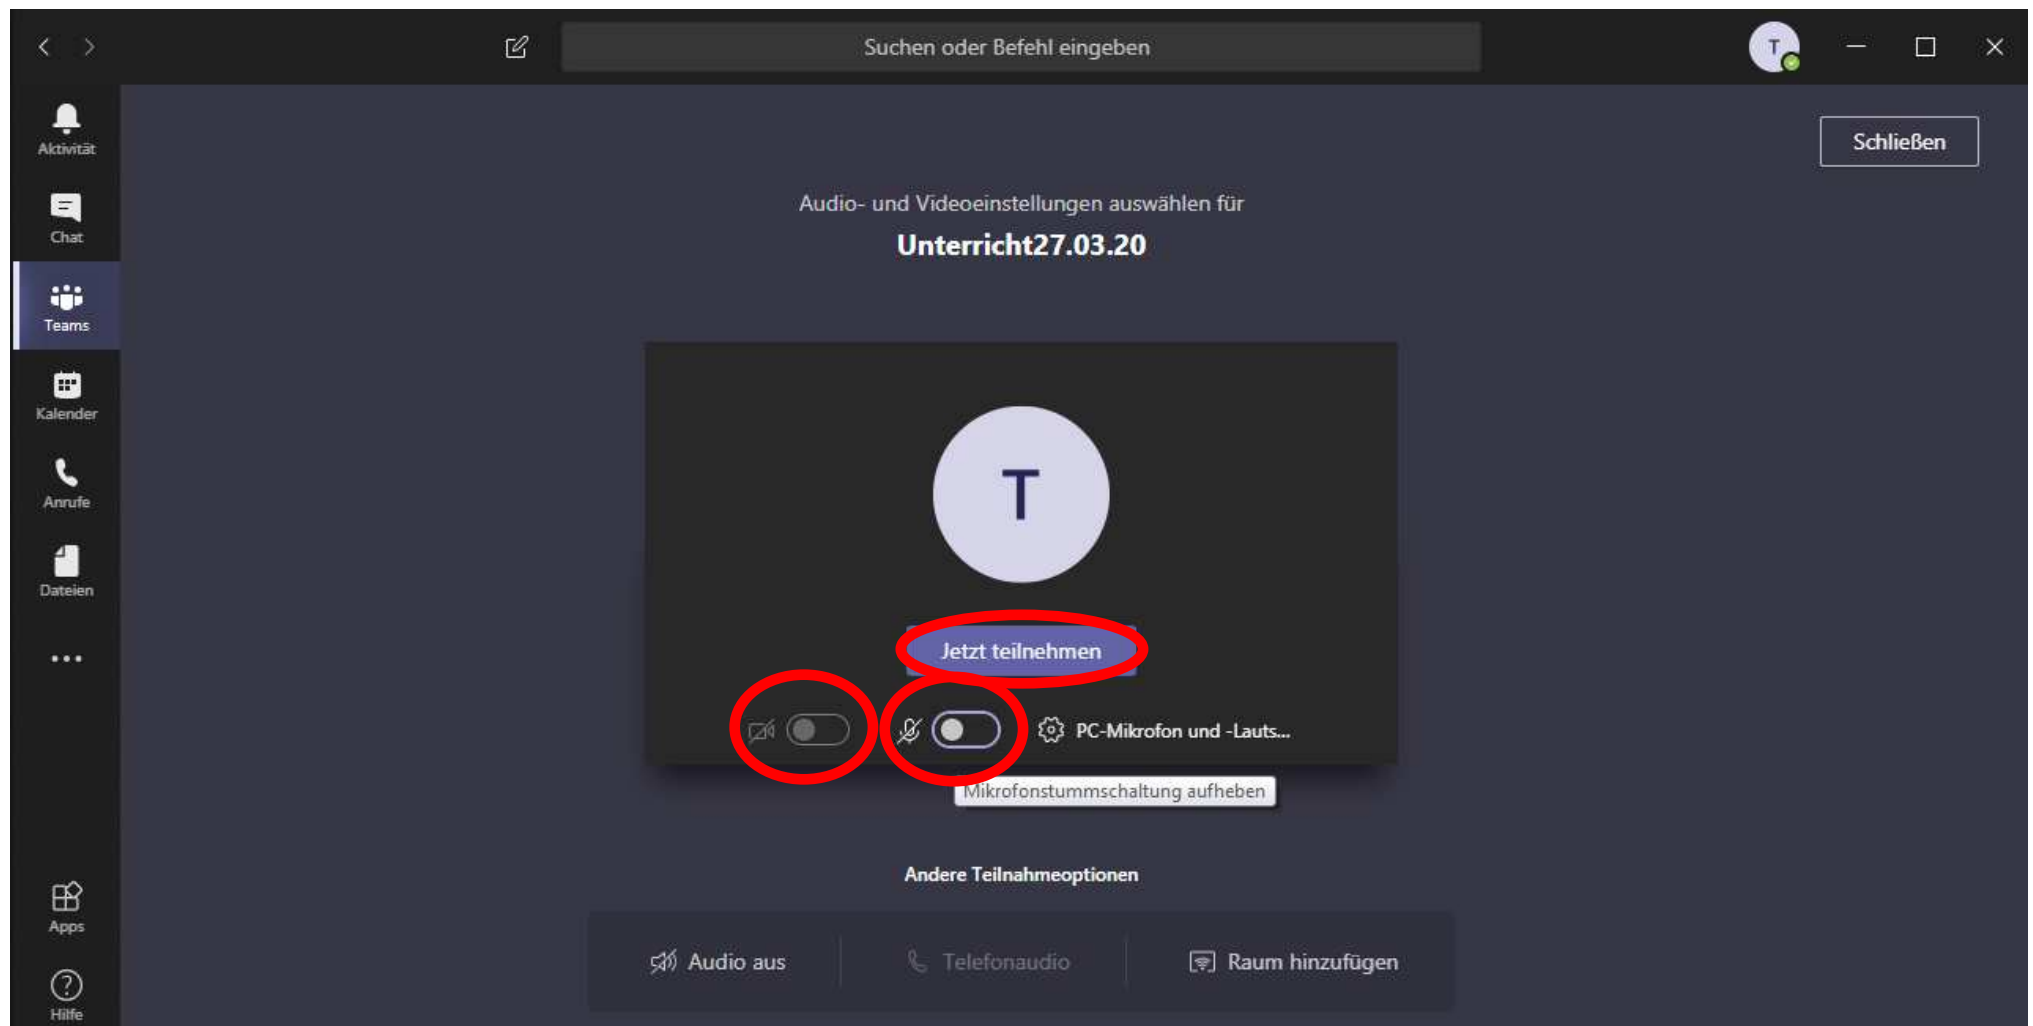 Suchen oder Befehl eingeben
T
Aktivität
Schließen
Audio- und Videoeinstellungen auswählen für
Chat
Unterricht27.03.20
Teams
Kalender
T
Anrufe
Dateien
Jetzt teilnehmen
PC-Mikrofon und -Lauts...
Mikrofonstummschaltung aufheben
Andere Teilnahmeoptionen
Apps
Audio aus
Telefonaudio
Raum hinzufügen
Hilfe